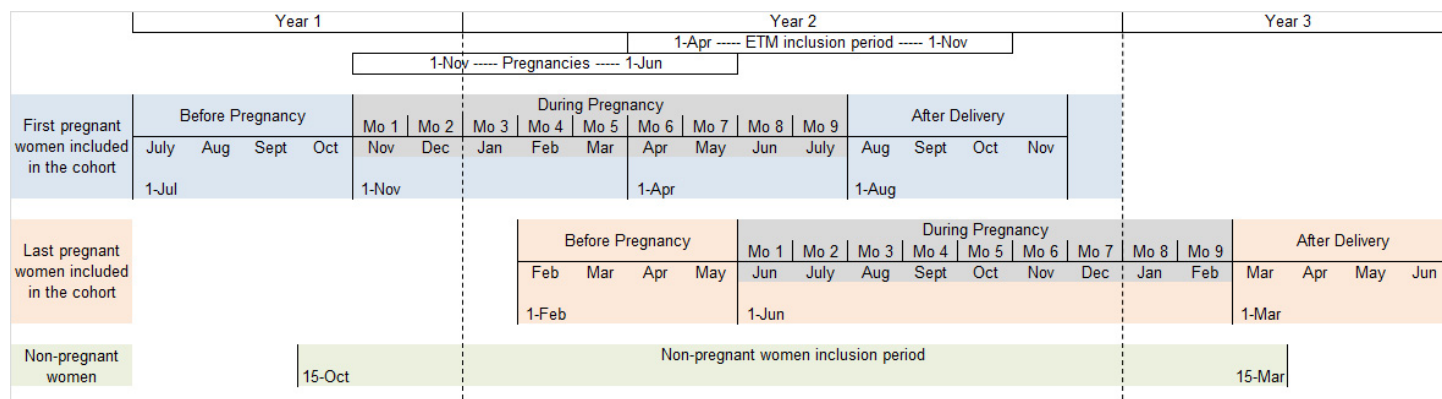 Year 1 Year 2 Year 3
1-Apr ----- ETM inclusion period ----- 1-Nov
1-Nov ----- Pregnancies ----- 1-Jun
First pregnant
women included
in the cohort
Before Pregnancy During Pregnancy After Delivery
Mo 1 Mo 2 Mo 3 Mo 4 Mo 5 Mo 6 Mo 7 Mo 8 Mo 9
July Aug Sept Oct Nov Dec Jan Feb Mar Apr May Jun July Aug Sept Oct Nov
1-Jul 1-Nov 1-Apr 1-Aug
Last pregnant
women included
in the cohort
Before Pregnancy During Pregnancy After Delivery
Mo 1 Mo 2 Mo 3 Mo 4 Mo 5 Mo 6 Mo 7 Mo 8 Mo 9
Feb Mar Apr May Jun July Aug Sept Oct Nov Dec Jan Feb Mar Apr May Jun
1-Feb 1-Jun 1-Mar
Non-pregnant
women
Non-pregnant women inclusion period
15-Oct 15-Mar